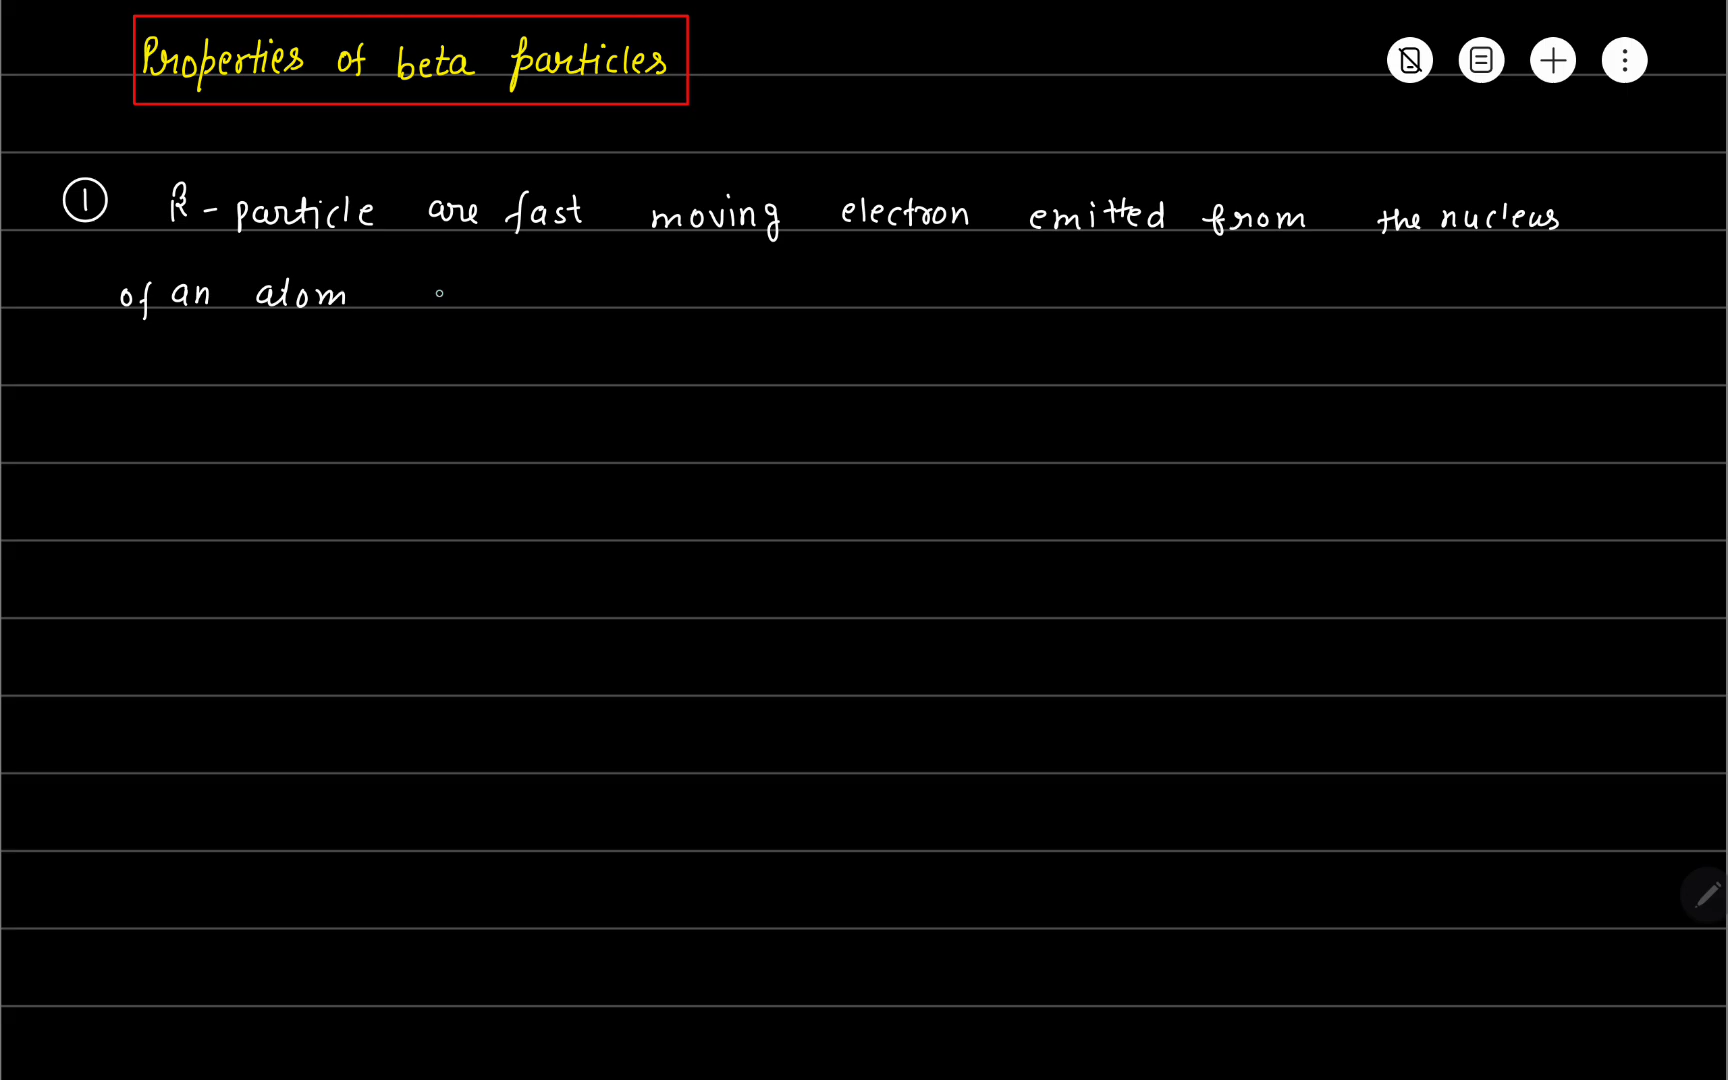 Properties of beta particles
① β - particle are fast moving electron emitted from the nucleus
of an atom